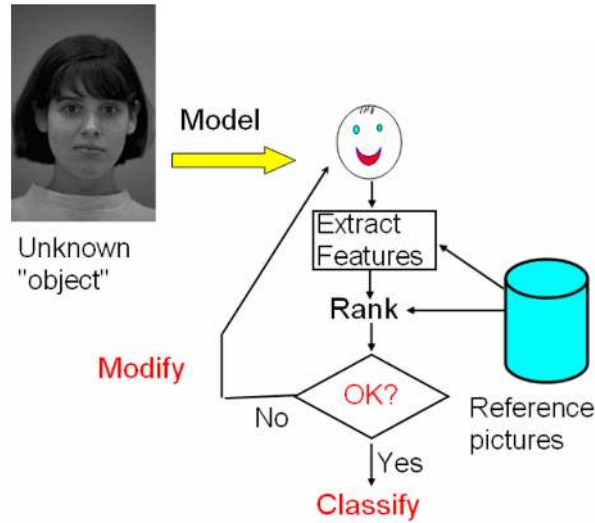 Model
Unknown
"object"
Extract
Features
Rank
Modify
OK?
No
Reference
pictures
Yes
Classify